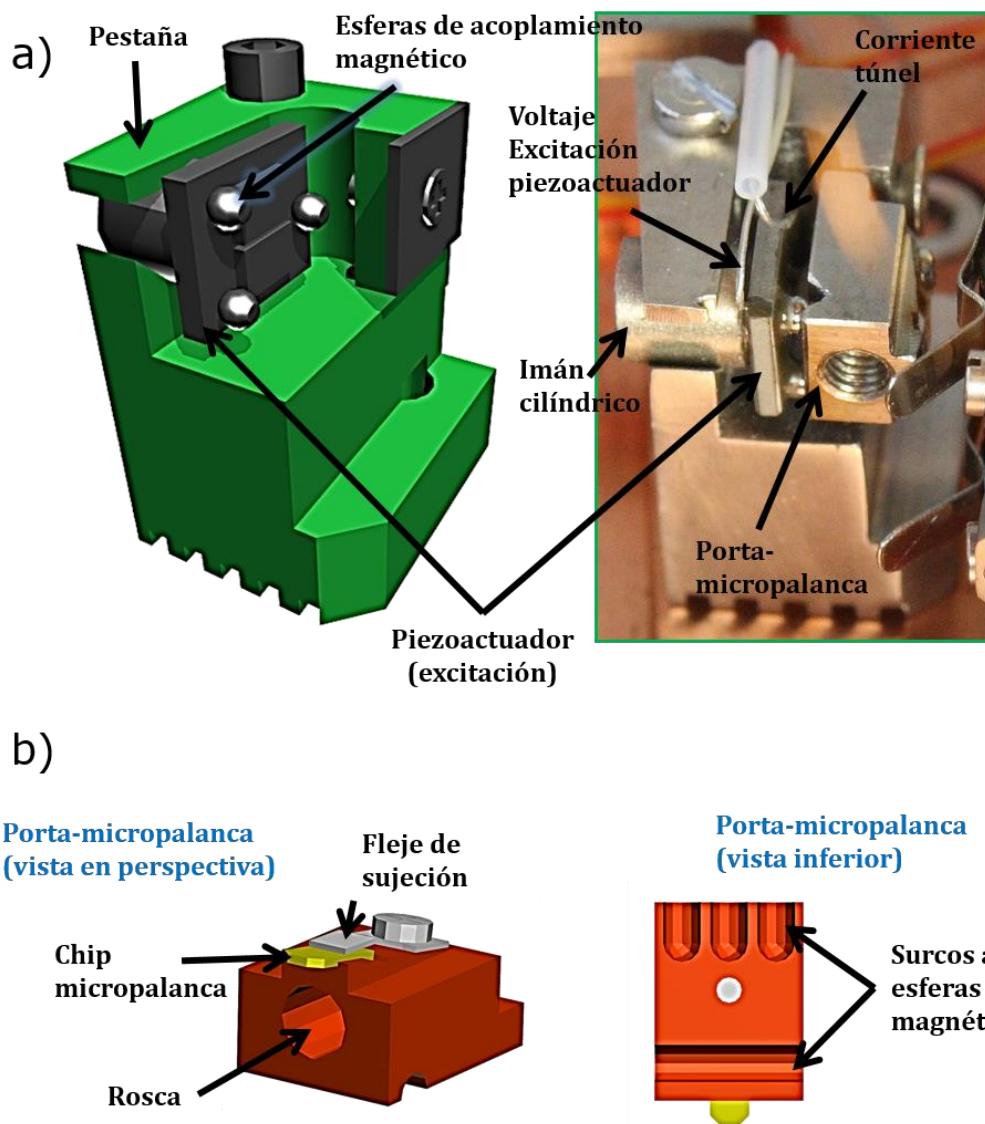 a)
Pestaña
Esferas de acoplamiento
magnético
Corriente
túnel
Voltaje
Excitación
piezoactuador
Imán
cilíndrico
Porta-
micropalanca
Piezoactuador
(excitación)
b)
Porta-micropalanca
(vista en perspectiva)
Fleje de
sujeción
Porta-micropalanca
(vista inferior)
Chip
micropalanca
Surcos
esferas
Rosca